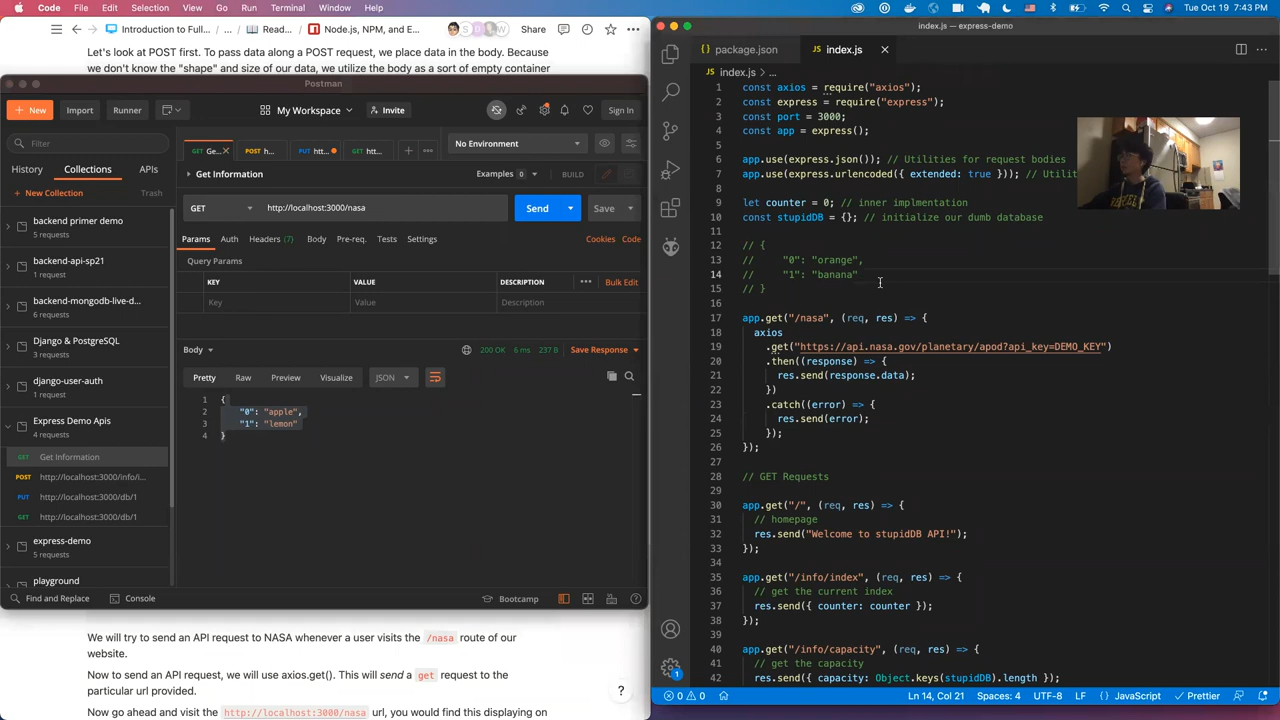 Code File Edit Selection View Go Run Terminal Window Help
Tue Oct 19 7:43 PM
Introduction to Full... ... Read... Node.js, NPM, and E... Share
Let's look at POST first. To pass data along a POST request, we place data in the body. Because
we don't know the "shape" and size of our data, we utilize the body as a sort of empty container
Postman
New Import Runner My Workspace Invite Sign In
Filter
History Collections APIs
+ New Collection Trash
backend primer demo
5 requests
backend-api-sp21
11 requests
backend-mongodb-live-d...
6 requests
Django & PostgreSQL
3 requests
django-user-auth
1 request
Express Demo Apis
4 requests
GET Get Information
POST http://localhost:3000/info/i...
PUT http://localhost:3000/db/1
GET http://localhost:3000/db/1
express-demo
5 requests
playground
GET Ge... POST h... PUT htt... GET htt... No Environment
Get Information Examples 0 BUILD
GET http://localhost:3000/nasa Send Save
Params Auth Headers (7) Body Pre-req. Tests Settings Cookies Code
Query Params
KEY VALUE DESCRIPTION Bulk Edit
Key Value Description
Body 200 OK 6 ms 237 B Save Response
Pretty Raw Preview Visualize JSON
1 {
2 "0": "apple",
3 "1": "lemon"
4 }
Find and Replace Console Bootcamp
We will try to send an API request to NASA whenever a user visits the /nasa route of our
website.
Now to send an API request, we will use axios.get(). This will send a get request to the
particular url provided.
Now go ahead and visit the http://localhost:3000/nasa url, you would find this displaying on
?
index.js — express-demo
package.json index.js
index.js > ...
1 const axios = require("axios");
2 const express = require("express");
3 const port = 3000;
4 const app = express();
5
6 app.use(express.json()); // Utilities for request bodies
7 app.use(express.urlencoded({ extended: true })); // Utilit
8
9 let counter = 0; // inner implmentation
10 const stupidDB = {}; // initialize our dumb database
11
12 // {
13 // "0": "orange",
14 // "1": "banana"
15 // }
16
17 app.get("/nasa", (req, res) => {
18 axios
19 .get("https://api.nasa.gov/planetary/apod?api_key=DEMO_KEY")
20 .then((response) => {
21 res.send(response.data);
22 })
23 .catch((error) => {
24 res.send(error);
25 });
26 });
27
28 // GET Requests
29
30 app.get("/", (req, res) => {
31 // homepage
32 res.send("Welcome to stupidDB API!");
33 });
34
35 app.get("/info/index", (req, res) => {
36 // get the current index
37 res.send({ counter: counter });
38 });
39
40 app.get("/info/capacity", (req, res) => {
41 // get the capacity
42 res.send({ capacity: Object.keys(stupidDB).length });
1
0 0 Ln 14, Col 21 Spaces: 4 UTF-8 LF {} JavaScript Prettier